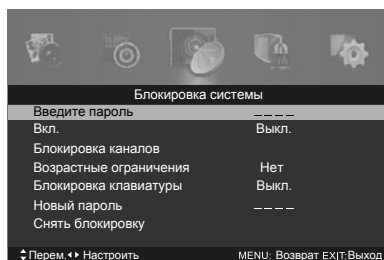 Блокировка системы
Введите пароль _ _ _ _
Вкл. Выкл.
Блокировка каналов
Возрастные ограничения Нет
Блокировка клавиатуры Выкл.
Новый пароль _ _ _ _
Снять блокировку
Перем. Настроить MENU: Возврат EXIT:Выход